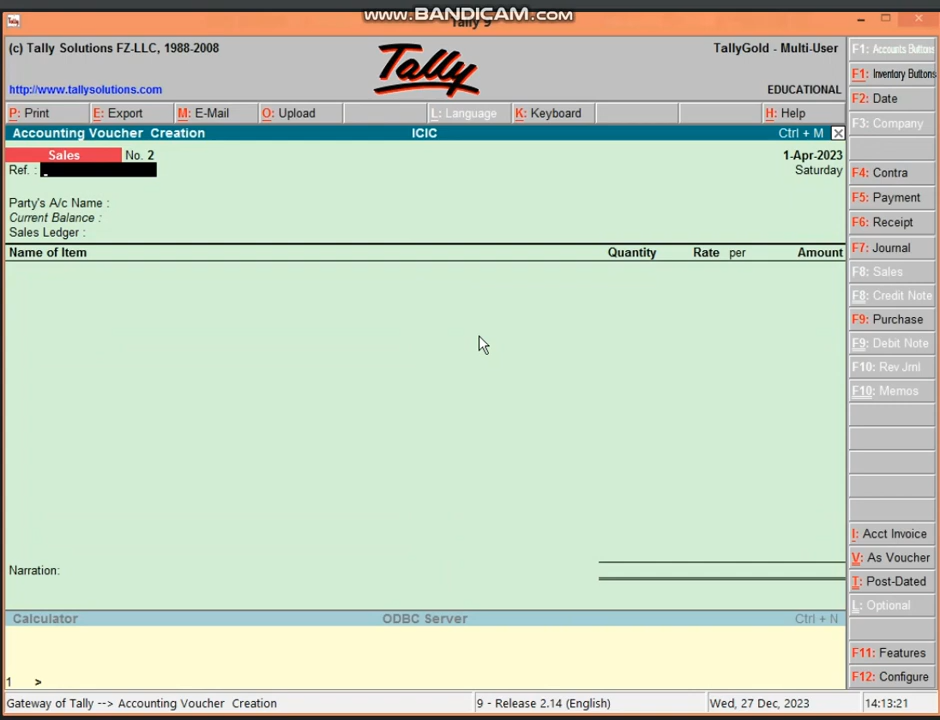 www.BANDICAM.com
Tally 9
(c) Tally Solutions FZ-LLC, 1988-2008
Tally
TallyGold - Multi-User
http://www.tallysolutions.com
EDUCATIONAL
P: Print
E: Export
M: E-Mail
O: Upload
L: Language
K: Keyboard
H: Help
Accounting Voucher Creation
ICIC
Ctrl + M
Sales
No. 2
1-Apr-2023
Ref. :
Saturday
Party's A/c Name :
Current Balance :
Sales Ledger :
Name of Item
Quantity
Rate
per
Amount
Narration:
Calculator
ODBC Server
Ctrl + N
1 >
F1: Accounts Buttons
F1: Inventory Buttons
F2: Date
F3: Company
F4: Contra
F5: Payment
F6: Receipt
F7: Journal
F8: Sales
F8: Credit Note
F9: Purchase
F9: Debit Note
F10: Rev Jrnl
F10: Memos
I: Acct Invoice
V: As Voucher
T: Post-Dated
L: Optional
F11: Features
F12: Configure
Gateway of Tally --> Accounting Voucher Creation
9 - Release 2.14 (English)
Wed, 27 Dec, 2023
14:13:21